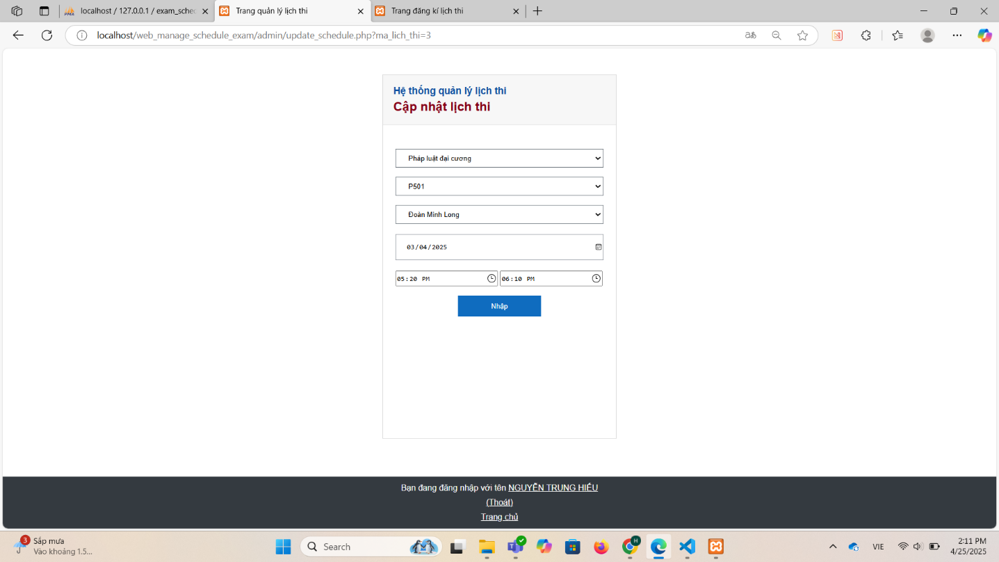 localhost / 127.0.0.1 / exam_sched
Trang quản lý lịch thi
Trang đăng kí lịch thi
localhost/web_manage_schedule_exam/admin/update_schedule.php?ma_lich_thi=3
Hệ thống quản lý lịch thi
Cập nhật lịch thi
Pháp luật đại cương
P501
Đoàn Minh Long
03/04/2025
05:20 PM 06:10 PM
Nhập
Bạn đang đăng nhập với tên NGUYỄN TRUNG HIẾU
(Thoát)
Trang chủ
3 Sắp mưa
Vào khoảng 1.5...
Search
H
VIE
2:11 PM
4/25/2025